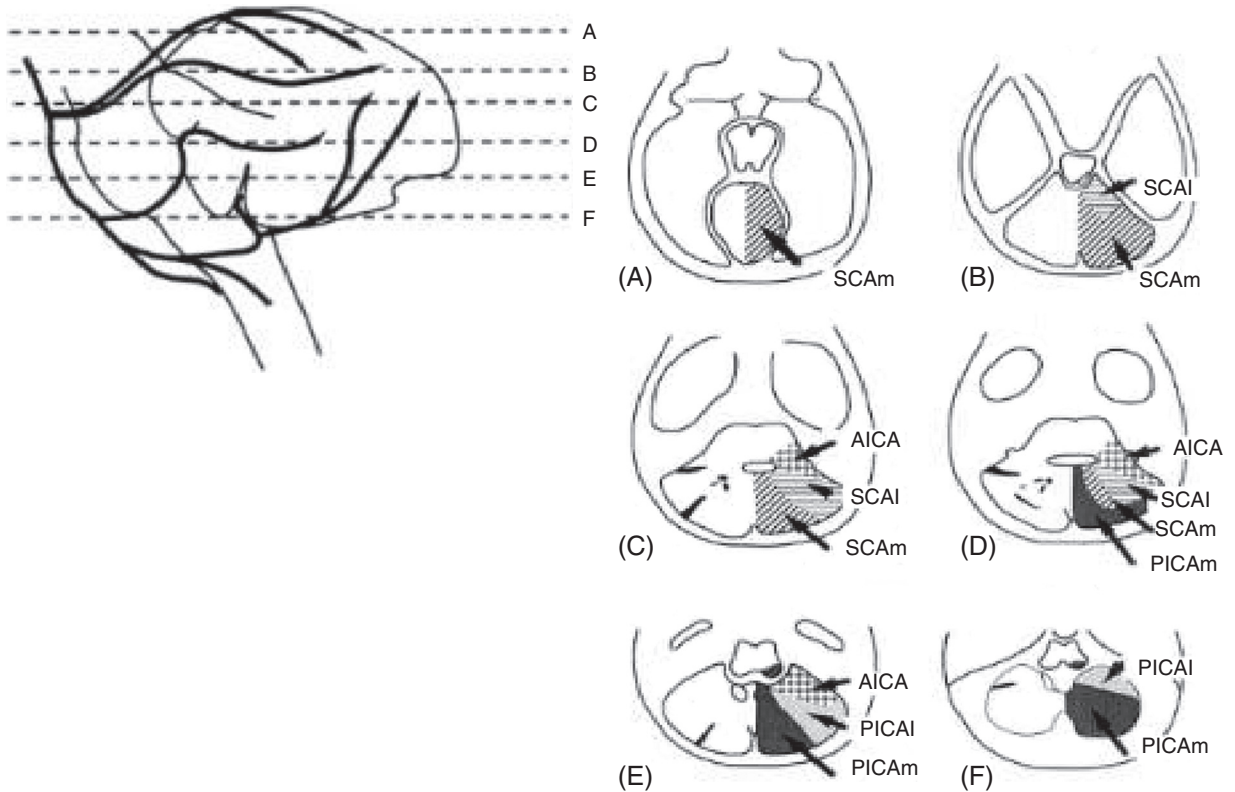 A
B
C
D
E
F
SCAm
(A)
SCAl
SCAm
(B)
AICA
SCAl
SCAm
(C)
AICA
SCAl
SCAm
PICAm
(D)
AICA
PICAl
PICAm
(E)
PICAl
PICAm
(F)